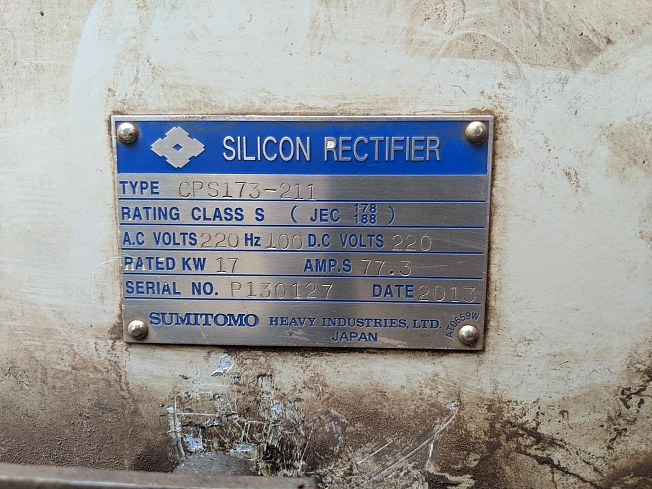 SILICON RECTIFIER
TYPE CPS173-211
RATING CLASS S ( JEC 178 188 )
A.C VOLTS 220 Hz 100 D.C VOLTS 220
RATED KW 17 AMP.S 77.3
SERIAL NO. P130127 DATE 2013
SUMITOMO HEAVY INDUSTRIES, LTD.
JAPAN
AT0659W